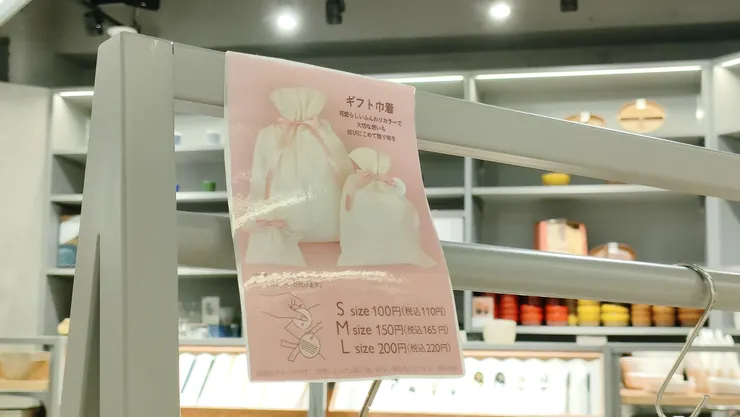 ギフト巾着
可愛らしいふんわりカラーで
大切な想いも
結びにこめて贈り物を
S size 100円(税込110円)
M size 150円(税込165円)
L size 200円(税込220円)